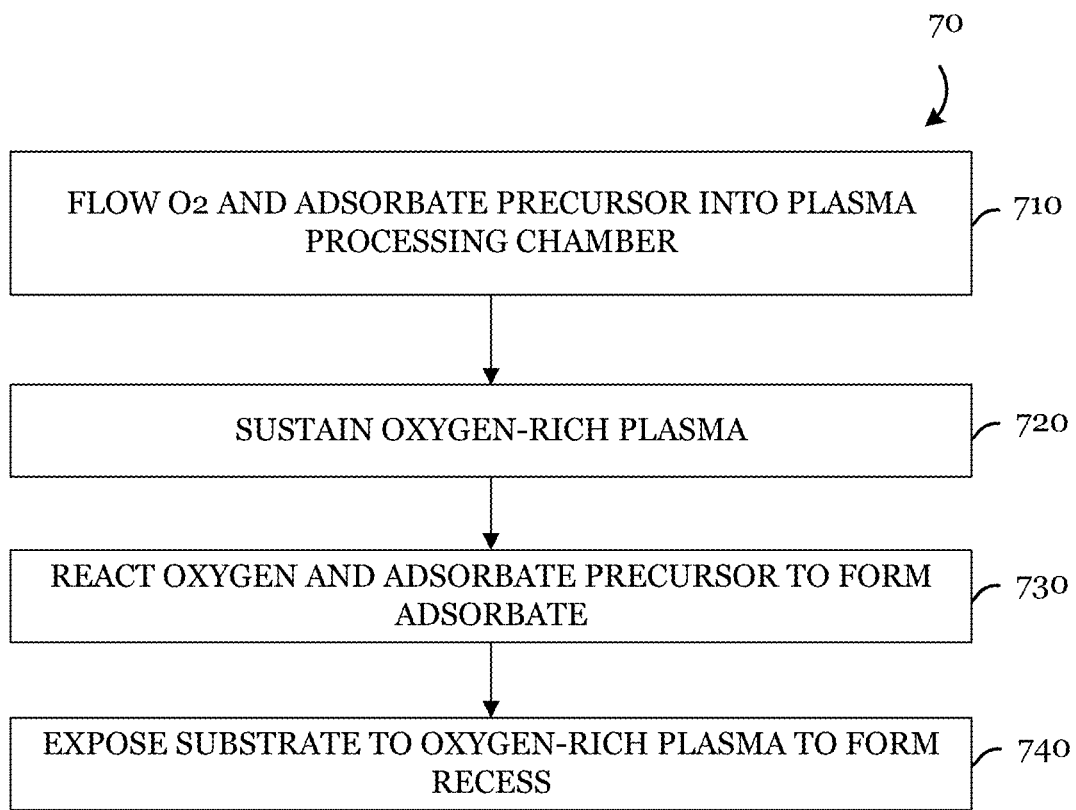 70
FLOW O2 AND ADSORBATE PRECURSOR INTO PLASMA
PROCESSING CHAMBER
710
SUSTAIN OXYGEN-RICH PLASMA
720
REACT OXYGEN AND ADSORBATE PRECURSOR TO FORM
ADSORBATE
730
EXPOSE SUBSTRATE TO OXYGEN-RICH PLASMA TO FORM
RECESS
740